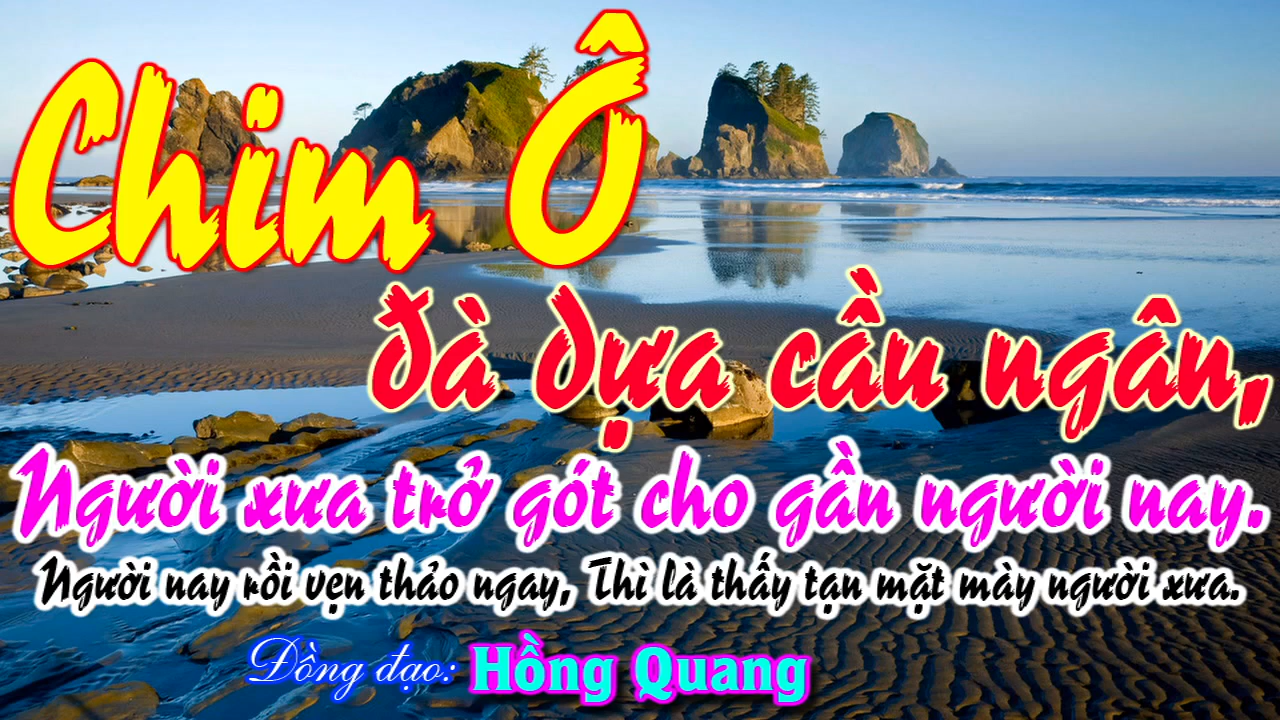 Chim Ô
đà dựa cầu ngân,
Người xưa trở gót cho gần người nay.
Người nay rồi vẹn thảo ngay, Thì là thấy tạn mặt mày người xưa.
Đồng đạo: Hồng Quang